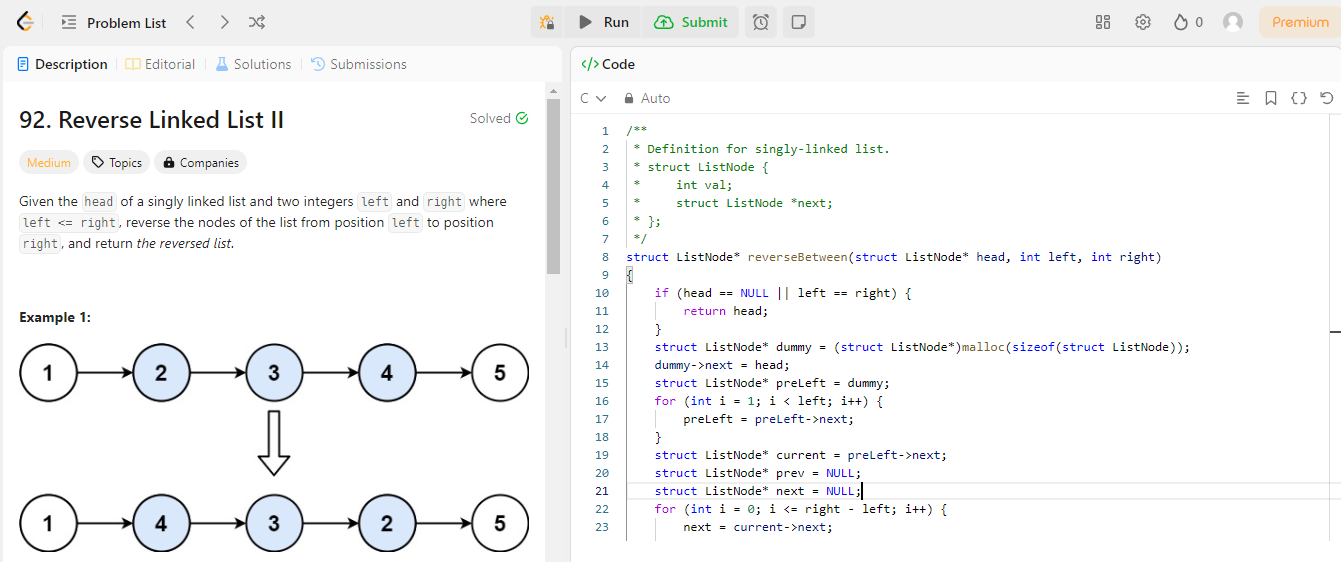 Problem List
Run
Submit
0
Premium
Description
Editorial
Solutions
Submissions
92. Reverse Linked List II
Solved
Medium
Topics
Companies
Given the head of a singly linked list and two integers left and right where
left <= right, reverse the nodes of the list from position left to position
right, and return the reversed list.
Example 1:
1 2 3 4 5
1 4 3 2 5
</> Code
C
Auto
1 /**
2  * Definition for singly-linked list.
3  * struct ListNode {
4  *     int val;
5  *     struct ListNode *next;
6  * };
7  */
8 struct ListNode* reverseBetween(struct ListNode* head, int left, int right)
9 {
10     if (head == NULL || left == right) {
11         return head;
12     }
13     struct ListNode* dummy = (struct ListNode*)malloc(sizeof(struct ListNode));
14     dummy->next = head;
15     struct ListNode* preLeft = dummy;
16     for (int i = 1; i < left; i++) {
17         preLeft = preLeft->next;
18     }
19     struct ListNode* current = preLeft->next;
20     struct ListNode* prev = NULL;
21     struct ListNode* next = NULL;
22     for (int i = 0; i <= right - left; i++) {
23         next = current->next;